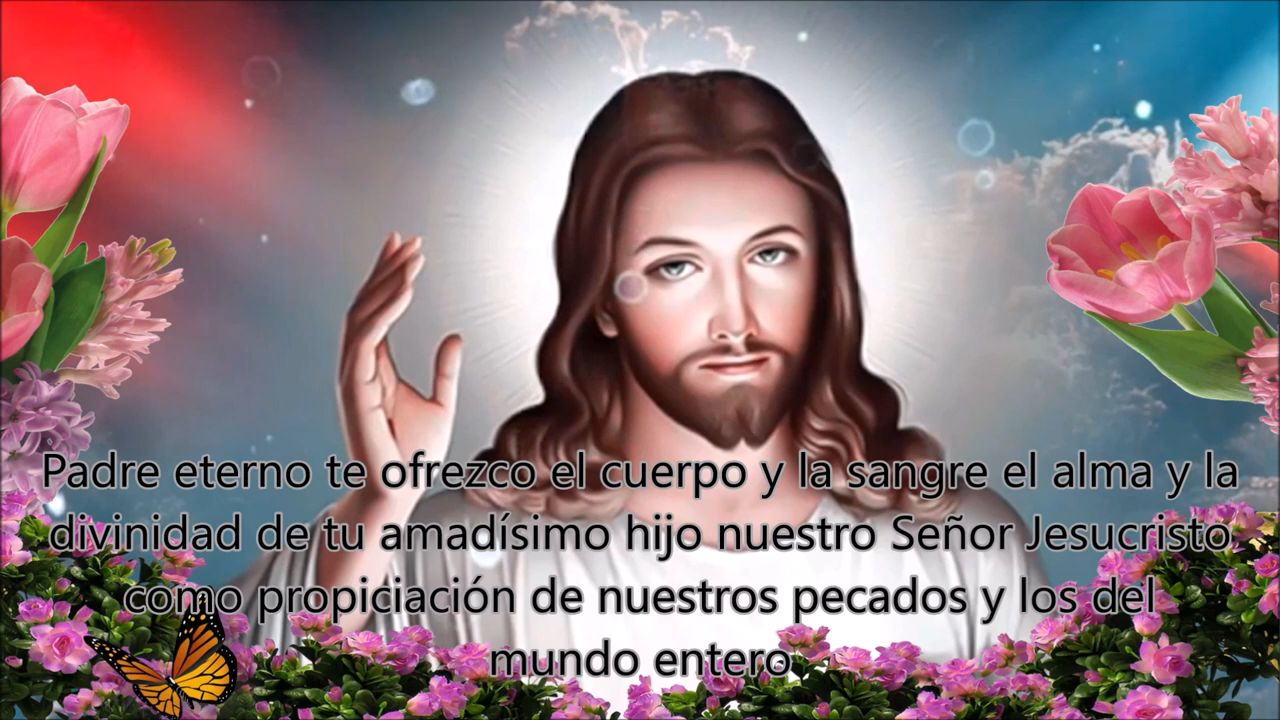 Padre eterno te ofrezco el cuerpo y la sangre el alma y la
divinidad de tu amadísimo hijo nuestro Señor Jesucristo
como propiciación de nuestros pecados y los del
mundo entero